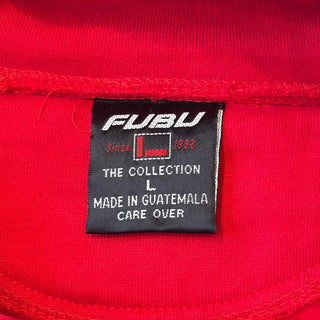 FUBU
Since 1992
THE COLLECTION
L
MADE IN GUATEMALA
CARE OVER